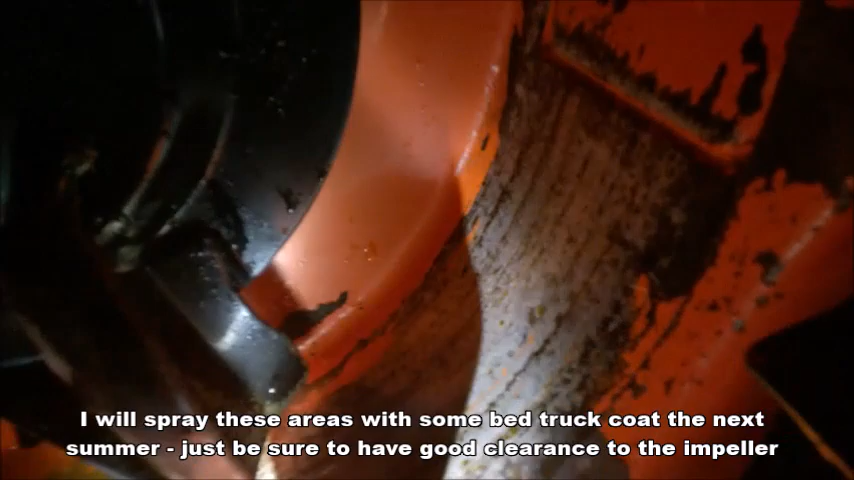 I will spray these areas with some bed truck coat the next
summer - just be sure to have good clearance to the impeller